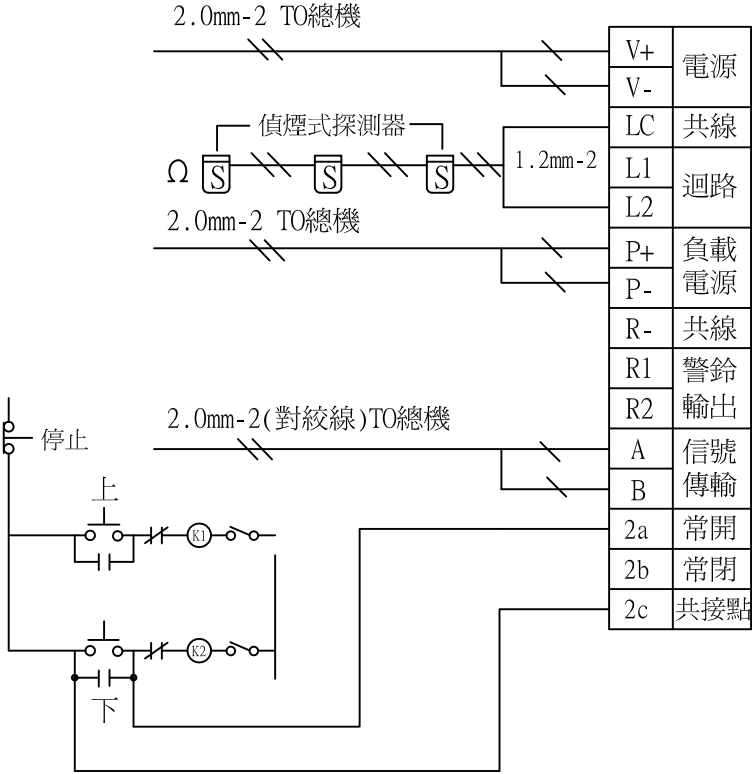 2.0mm-2 TO總機
V+
電源
V-
LC 共線
偵煙式探測器
1.2mm-2
L1
迴路
L2
Ω S S S
2.0mm-2 TO總機
P+ 負載
P- 電源
R- 共線
R1 警鈴
R2 輸出
2.0mm-2(對絞線)TO總機
停止
A 信號
B 傳輸
上
2a 常開
K1
2b 常閉
2c 共接點
K2
下